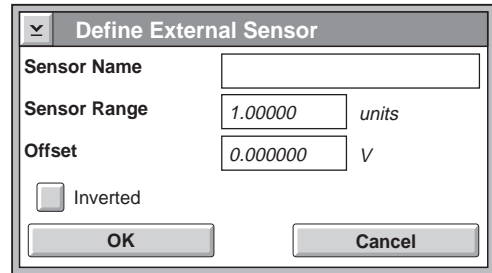 Define External Sensor
Sensor Name
Sensor Range 1.00000 units
Offset 0.000000 V
Inverted
OK Cancel